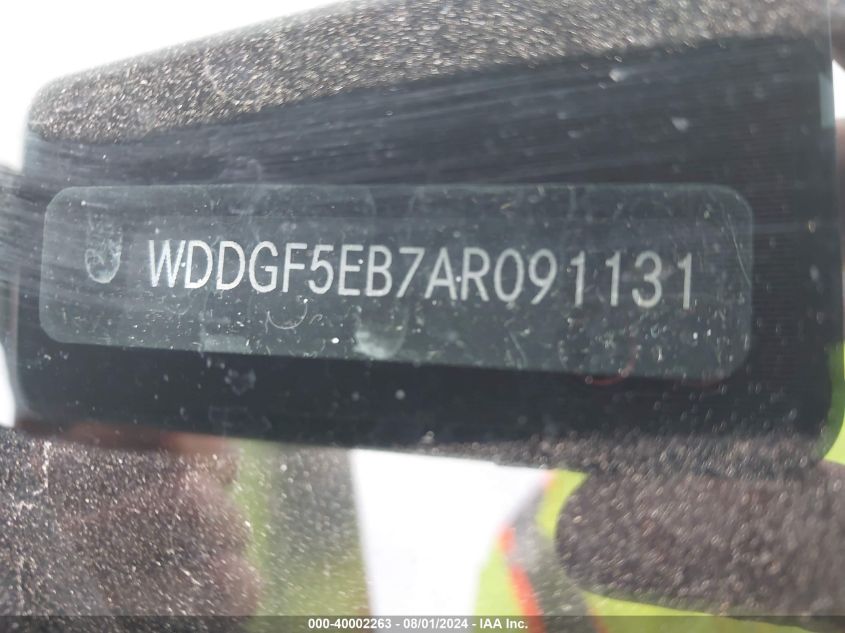 WDDGF5EB7AR091131
000-40002263 - 08/01/2024 - IAA Inc.